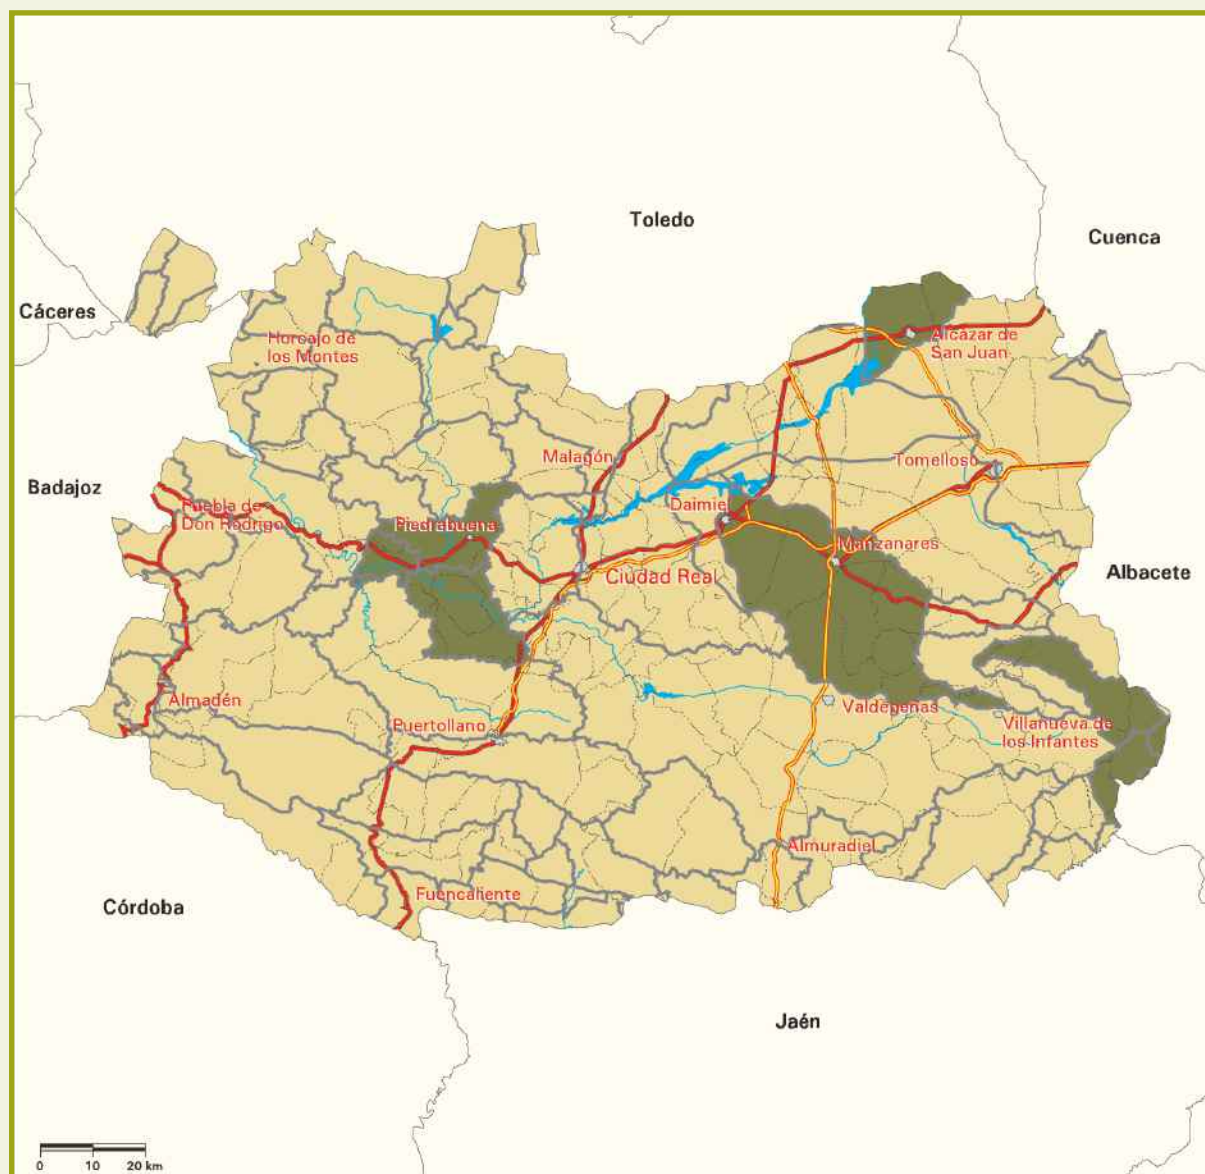 Toledo
Cuenca
Cáceres
Horcajo de
los Montes
Alcázar de
San Juan
Malagón
Tomelloso
Badajoz
Puebla de
Don Rodrigo
Piedrabuena
Daimiel
Manzanares
Ciudad Real
Albacete
Almadén
Puertollano
Valdepeñas
Villanueva de
los Infantes
Almuradiel
Fuencaliente
Córdoba
Jaén
0 10 20 km